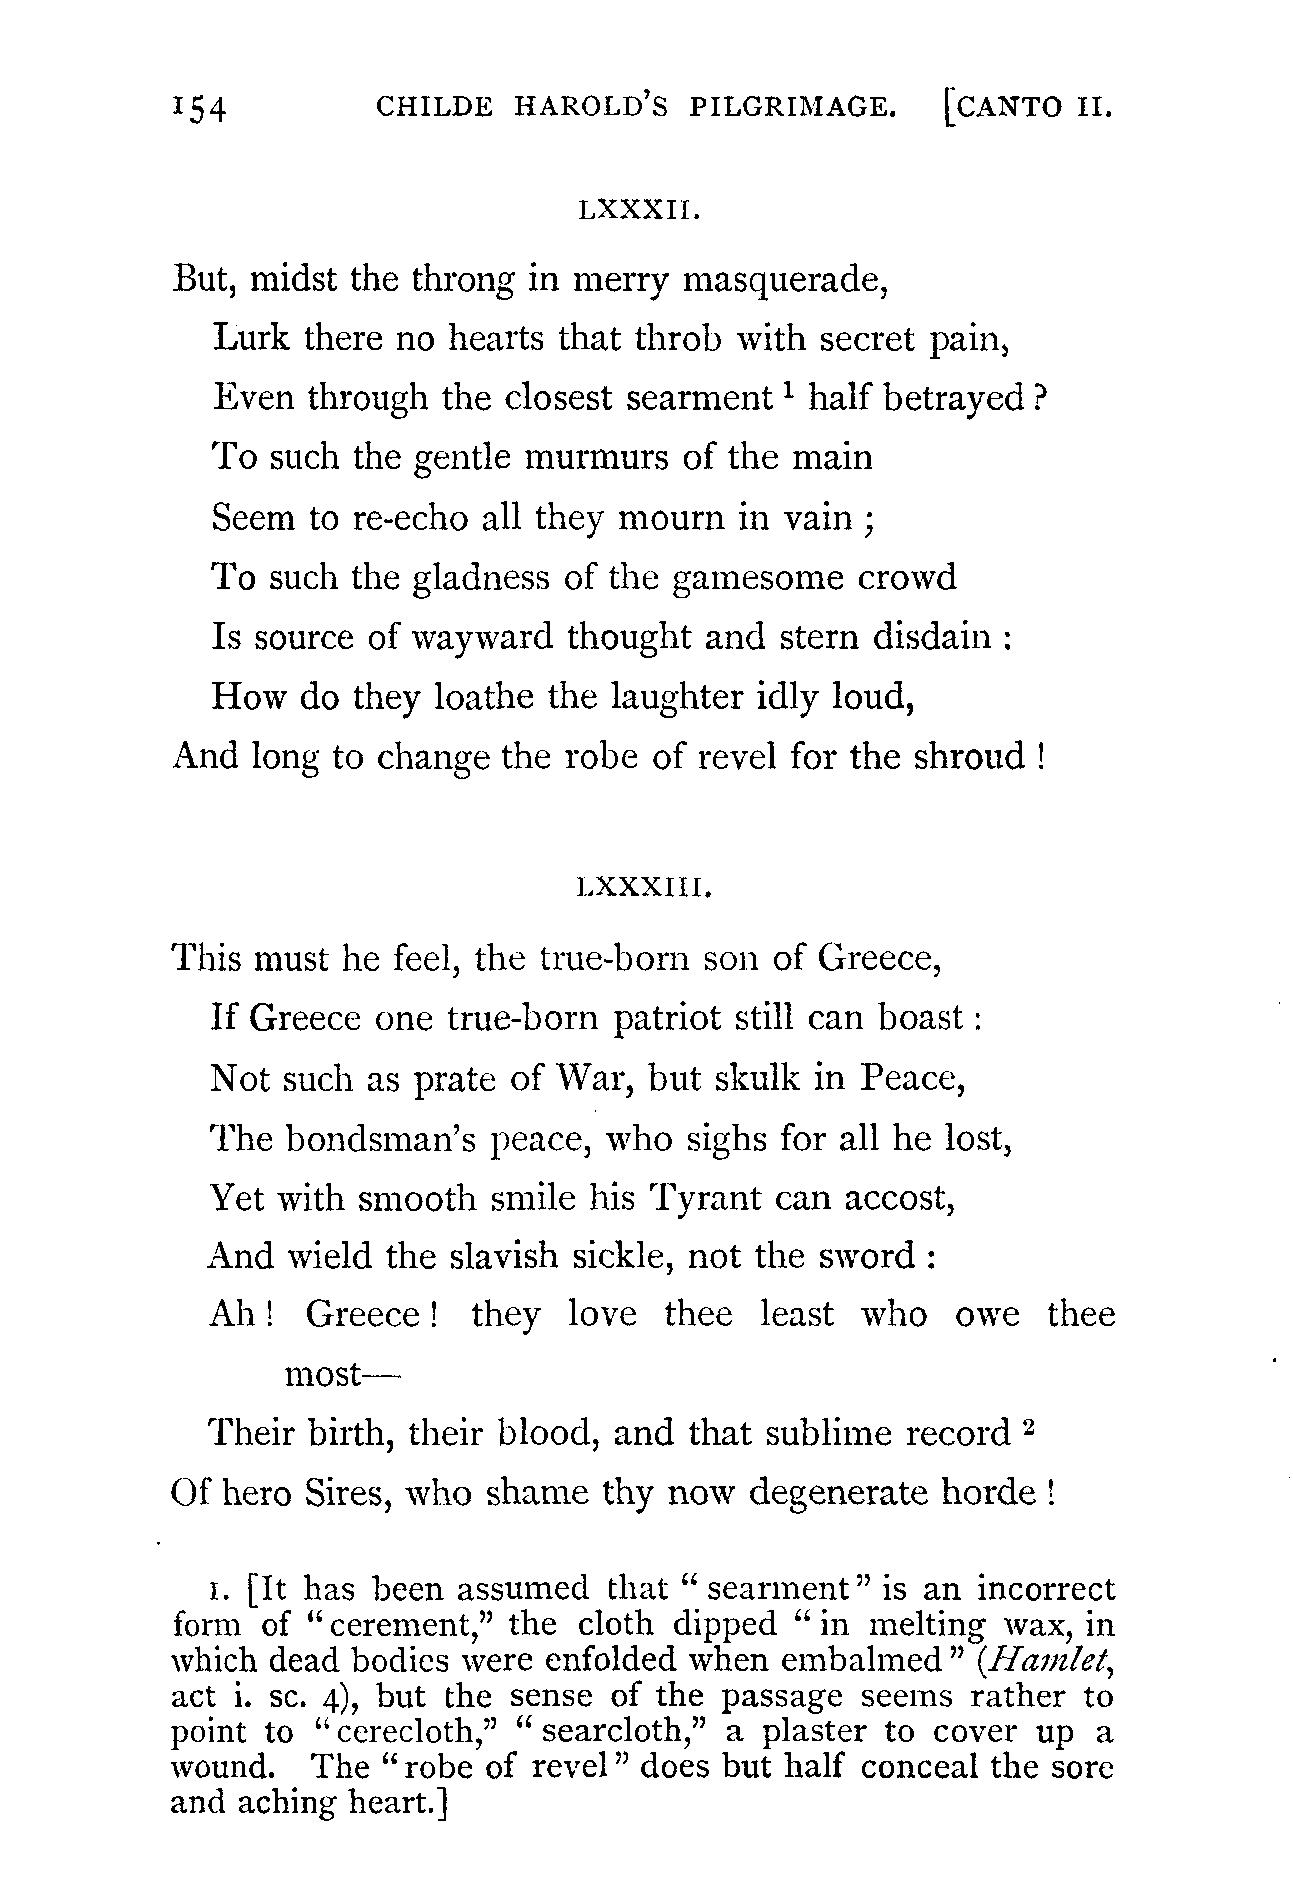 154 CHILDE HAROLD'S PILGRIMAGE. [CANTO II.
LXXXII.
But, midst the throng in merry masquerade,
Lurk there no hearts that throb with secret pain,
Even through the closest searment ¹ half betrayed ?
To such the gentle murmurs of the main
Seem to re-echo all they mourn in vain ;
To such the gladness of the gamesome crowd
Is source of wayward thought and stern disdain :
How do they loathe the laughter idly loud,
And long to change the robe of revel for the shroud !
LXXXIII.
This must he feel, the true-born son of Greece,
If Greece one true-born patriot still can boast :
Not such as prate of War, but skulk in Peace,
The bondsman's peace, who sighs for all he lost,
Yet with smooth smile his Tyrant can accost,
And wield the slavish sickle, not the sword :
Ah ! Greece ! they love thee least who owe thee
most—
Their birth, their blood, and that sublime record ²
Of hero Sires, who shame thy now degenerate horde !
1. [It has been assumed that "searment" is an incorrect
form of "cerement," the cloth dipped "in melting wax, in
which dead bodies were enfolded when embalmed" (Hamlet,
act i. sc. 4), but the sense of the passage seems rather to
point to "cerecloth," "searcloth," a plaster to cover up a
wound. The "robe of revel" does but half conceal the sore
and aching heart.]